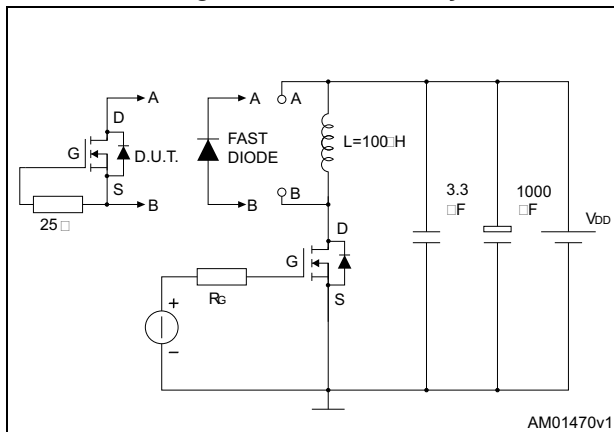 A
D
G
D.U.T.
S
B
25□
A
FAST
DIODE
B
A
B
L=100□H
D
G
S
RG
+
−
3.3
□F
1000
□F
VDD
AM01470v1